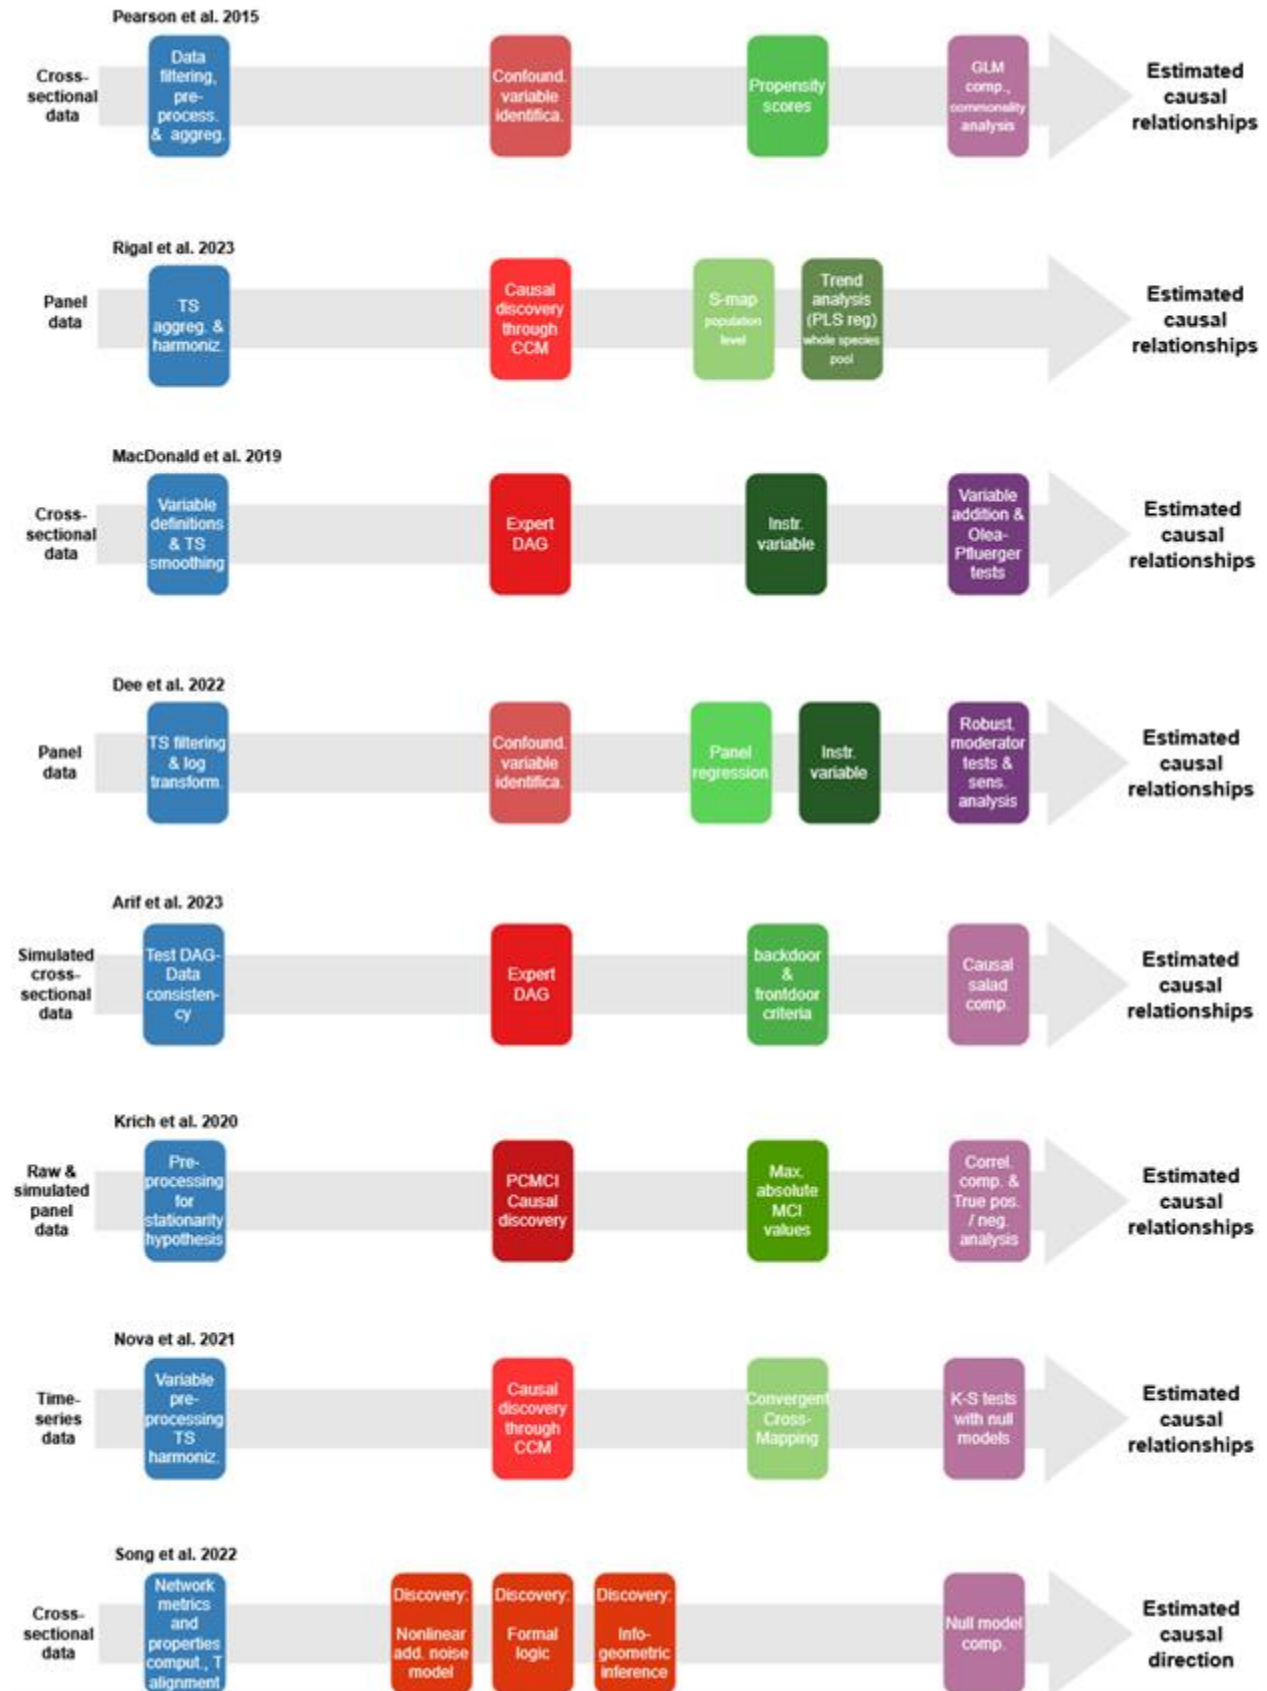 Pearson et al. 2015
Cross-
sectional
data
Data
filtering,
pre-
process.
& aggreg.
Confound.
variable
identifica.
Propensity
scores
GLM
comp.,
commonality
analysis
Estimated
causal
relationships
Rigal et al. 2023
Panel
data
TS
aggreg. &
harmoniz.
Causal
discovery
through
CCM
S-map
population
level
Trend
analysis
(PLS reg)
whole species
pool
Estimated
causal
relationships
MacDonald et al. 2019
Cross-
sectional
data
Variable
definitions
& TS
smoothing
Expert
DAG
Instr.
variable
Variable
addition &
Olea-
Pfluerger
tests
Estimated
causal
relationships
Dee et al. 2022
Panel
data
TS filtering
& log
transform.
Confound.
variable
identifica.
Panel
regression
Instr.
variable
Robust.
moderator
tests &
sens.
analysis
Estimated
causal
relationships
Arif et al. 2023
Simulated
cross-
sectional
data
Test DAG-
Data
consisten-
cy
Expert
DAG
backdoor
&
frontdoor
criteria
Causal
salad
comp.
Estimated
causal
relationships
Krich et al. 2020
Raw &
simulated
panel
data
Pre-
processing
for
stationarity
hypothesis
PCMCI
Causal
discovery
Max.
absolute
MCI
values
Correl.
comp. &
True pos.
/ neg.
analysis
Estimated
causal
relationships
Nova et al. 2021
Time-
series
data
Variable
pre-
processing
TS
harmoniz.
Causal
discovery
through
CCM
Convergent
Cross-
Mapping
K-S tests
with null
models
Estimated
causal
relationships
Song et al. 2022
Cross-
sectional
data
Network
metrics
and
properties
comput., T
alignment
Discovery:
Nonlinear
add. noise
model
Discovery:
Formal
logic
Discovery:
Info-
geometric
inference
Null model
comp.
Estimated
causal
direction